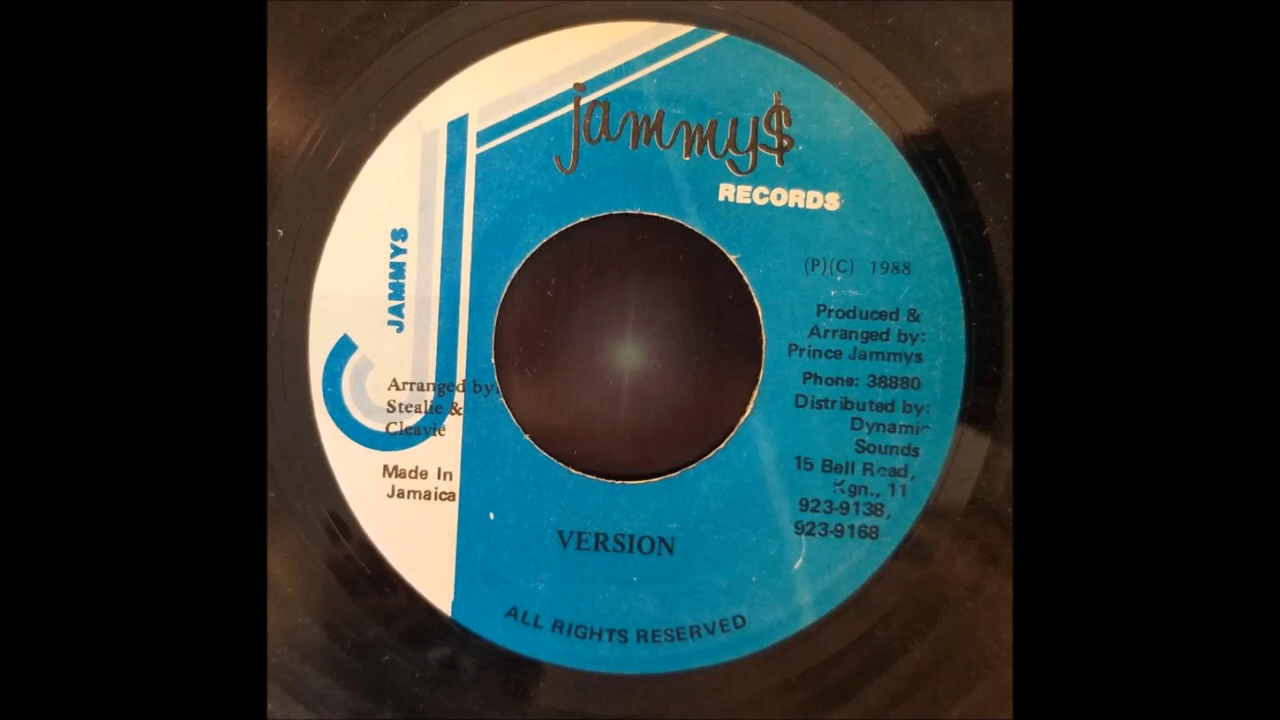 jammy$
RECORDS
JAMMYS
(P)(C) 1988
Produced &
Arranged by:
Prince Jammys
Phone: 38880
Distributed by:
Dynamic
Sounds
15 Bell Road,
Kgn., 11
923-9138,
923-9168
Arranged by
Stealie &
Cleavie
Made In
Jamaica
VERSION
ALL RIGHTS RESERVED